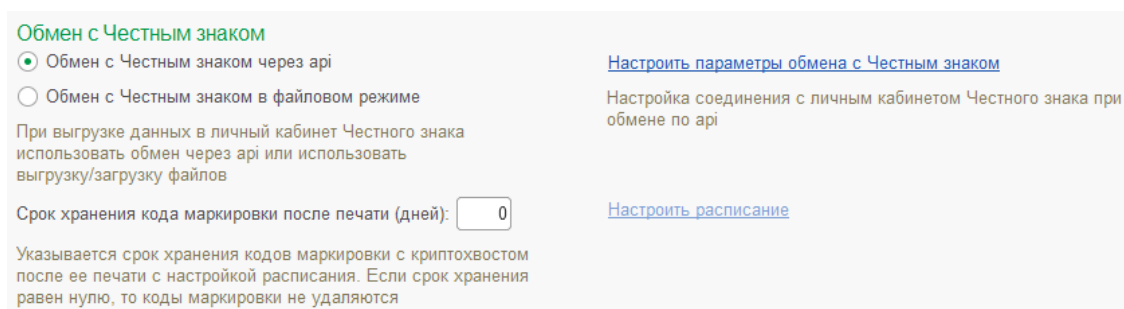 Обмен с Честным знаком
Обмен с Честным знаком через api
Настроить параметры обмена с Честным знаком
Обмен с Честным знаком в файловом режиме
Настройка соединения с личным кабинетом Честного знака при
обмене по api
При выгрузке данных в личный кабинет Честного знака
использовать обмен через api или использовать
выгрузку/загрузку файлов
Срок хранения кода маркировки после печати (дней): 0
Настроить расписание
Указывается срок хранения кодов маркировки с криптохвостом
после ее печати с настройкой расписания. Если срок хранения
равен нулю, то коды маркировки не удаляются